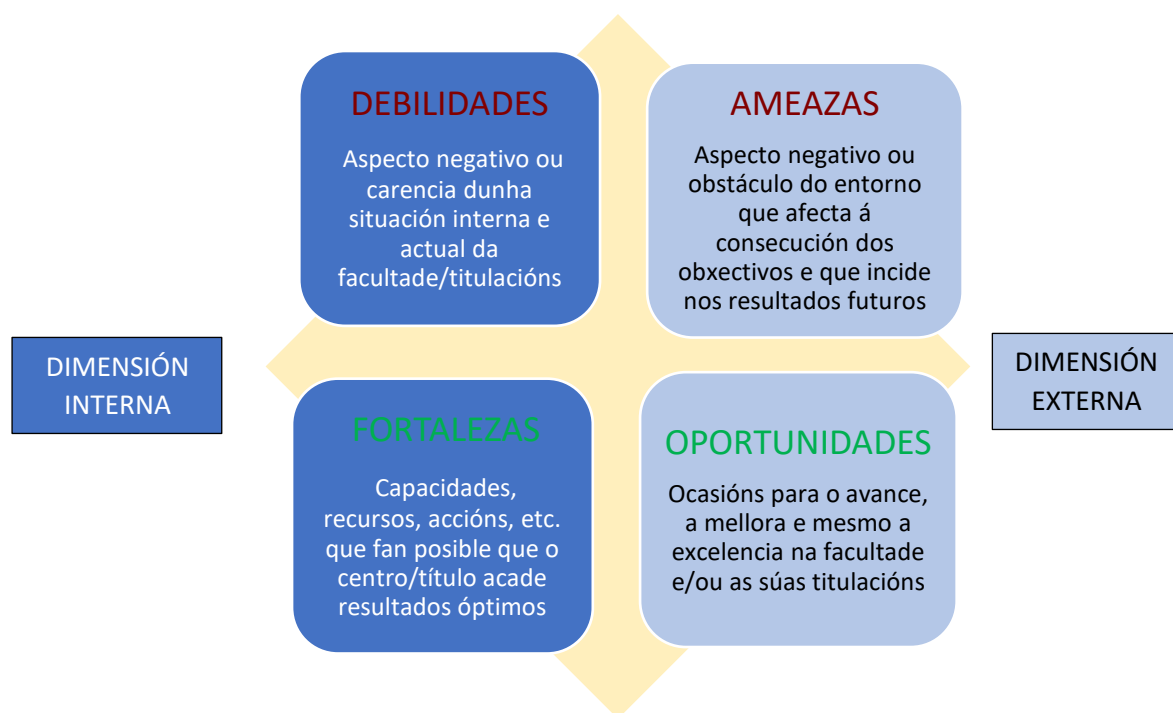 DEBILIDADES
Aspecto negativo ou
carencia dunha
situación interna e
actual da
facultade/titulacións
AMEAZAS
Aspecto negativo ou
obstáculo do entorno
que afecta á
consecución dos
obxectivos e que incide
nos resultados futuros
DIMENSIÓN
INTERNA
DIMENSIÓN
EXTERNA
FORTALEZAS
Capacidades,
recursos, accións, etc.
que fan posible que o
centro/título acade
resultados óptimos
OPORTUNIDADES
Ocasións para o avance,
a mellora e mesmo a
excelencia na facultade
e/ou as súas titulacións